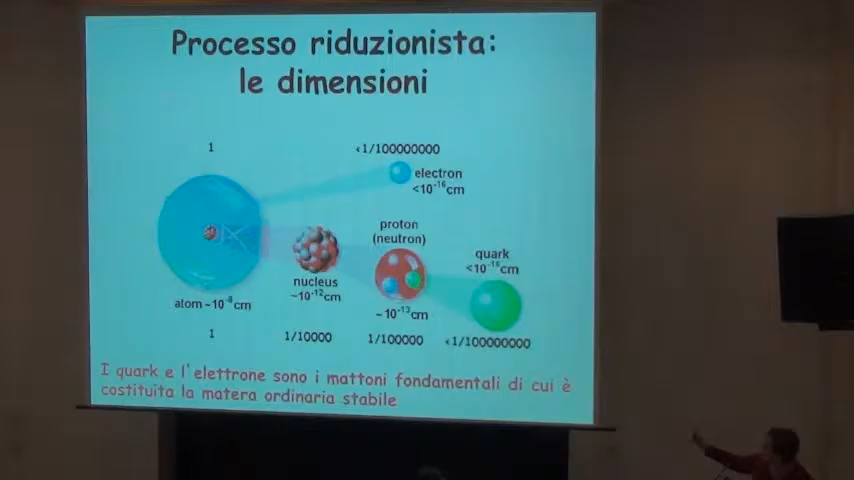 Processo riduzionista:
le dimensioni
1
<1/100000000
electron
<10⁻¹⁶cm
proton
(neutron)
quark
<10⁻¹⁶cm
nucleus
~10⁻¹²cm
atom~10⁻⁸cm
~10⁻¹³cm
1
1/10000
1/100000
<1/100000000
I quark e l'elettrone sono i mattoni fondamentali di cui è
costituita la matera ordinaria stabile